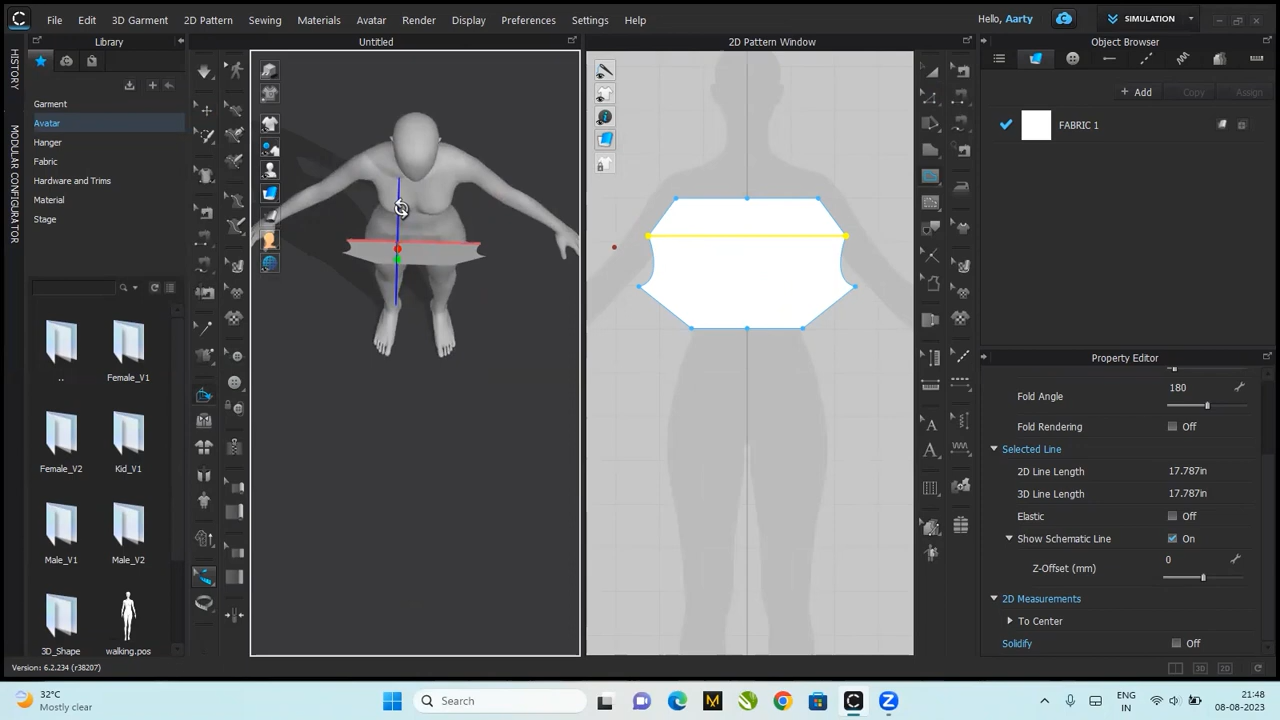 File Edit 3D Garment 2D Pattern Sewing Materials Avatar Render Display Preferences Settings Help
Hello, Aarty
SIMULATION
Library
Untitled
2D Pattern Window
Object Browser
HISTORY
MODULAR CONFIGURATOR
Garment
Avatar
Hanger
Fabric
Hardware and Trims
Material
Stage
..
Female_V1
Female_V2
Kid_V1
Male_V1
Male_V2
3D_Shape
walking.pos
+ Add
Copy
Assign
FABRIC 1
Property Editor
Fold Angle
180
Fold Rendering
Off
Selected Line
2D Line Length
17.787in
3D Line Length
17.787in
Elastic
Off
Show Schematic Line
On
Z-Offset (mm)
0
2D Measurements
To Center
Solidify
Off
Version: 6.2.234 (r38207)
3D
2D
32°C
Mostly clear
Search
ENG
IN
21:48
08-08-2023